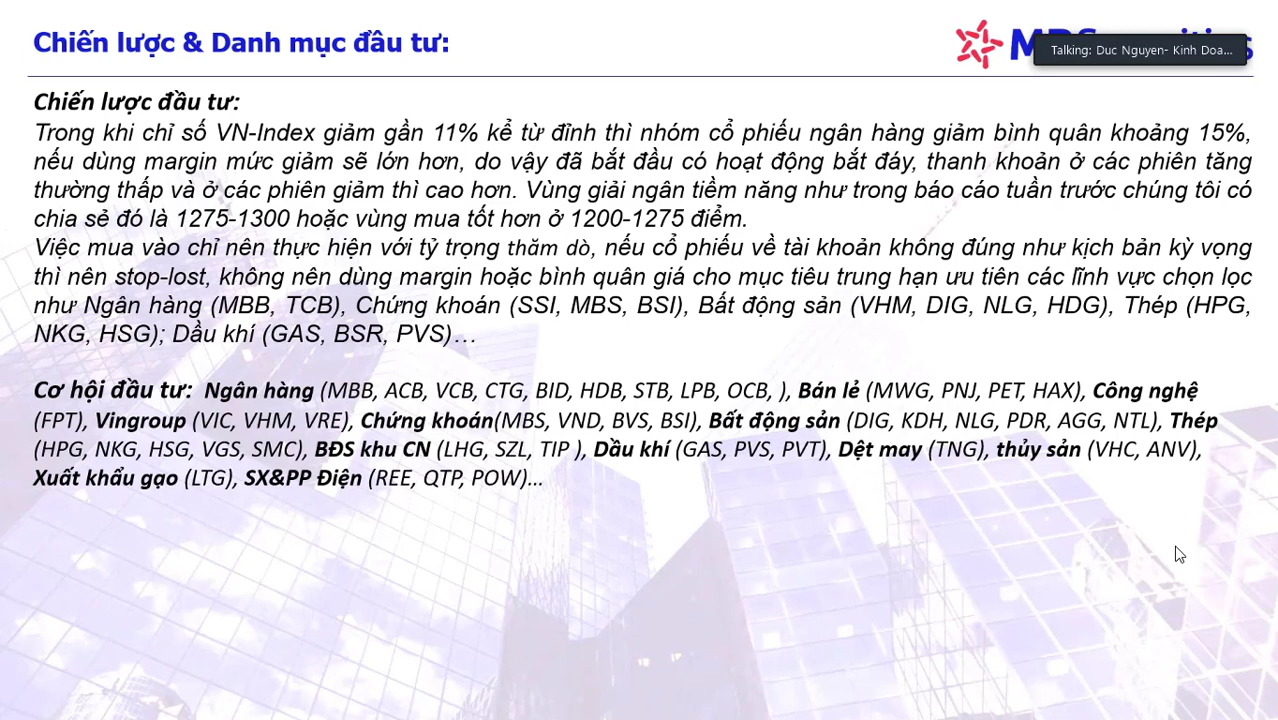 Chiến lược & Danh mục đầu tư:
Talking: Duc Nguyen- Kinh Doa...
Chiến lược đầu tư:
Trong khi chỉ số VN-Index giảm gần 11% kể từ đỉnh thì nhóm cổ phiếu ngân hàng giảm bình quân khoảng 15%,
nếu dùng margin mức giảm sẽ lớn hơn, do vậy đã bắt đầu có hoạt động bắt đáy, thanh khoản ở các phiên tăng
thường thấp và ở các phiên giảm thì cao hơn. Vùng giải ngân tiềm năng như trong báo cáo tuần trước chúng tôi có
chia sẻ đó là 1275-1300 hoặc vùng mua tốt hơn ở 1200-1275 điểm.
Việc mua vào chỉ nên thực hiện với tỷ trọng thăm dò, nếu cổ phiếu về tài khoản không đúng như kịch bản kỳ vọng
thì nên stop-lost, không nên dùng margin hoặc bình quân giá cho mục tiêu trung hạn ưu tiên các lĩnh vực chọn lọc
như Ngân hàng (MBB, TCB), Chứng khoán (SSI, MBS, BSI), Bất động sản (VHM, DIG, NLG, HDG), Thép (HPG,
NKG, HSG); Dầu khí (GAS, BSR, PVS)…
Cơ hội đầu tư: Ngân hàng (MBB, ACB, VCB, CTG, BID, HDB, STB, LPB, OCB, ), Bán lẻ (MWG, PNJ, PET, HAX), Công nghệ
(FPT), Vingroup (VIC, VHM, VRE), Chứng khoán(MBS, VND, BVS, BSI), Bất động sản (DIG, KDH, NLG, PDR, AGG, NTL), Thép
(HPG, NKG, HSG, VGS, SMC), BĐS khu CN (LHG, SZL, TIP ), Dầu khí (GAS, PVS, PVT), Dệt may (TNG), thủy sản (VHC, ANV),
Xuất khẩu gạo (LTG), SX&PP Điện (REE, QTP, POW)…